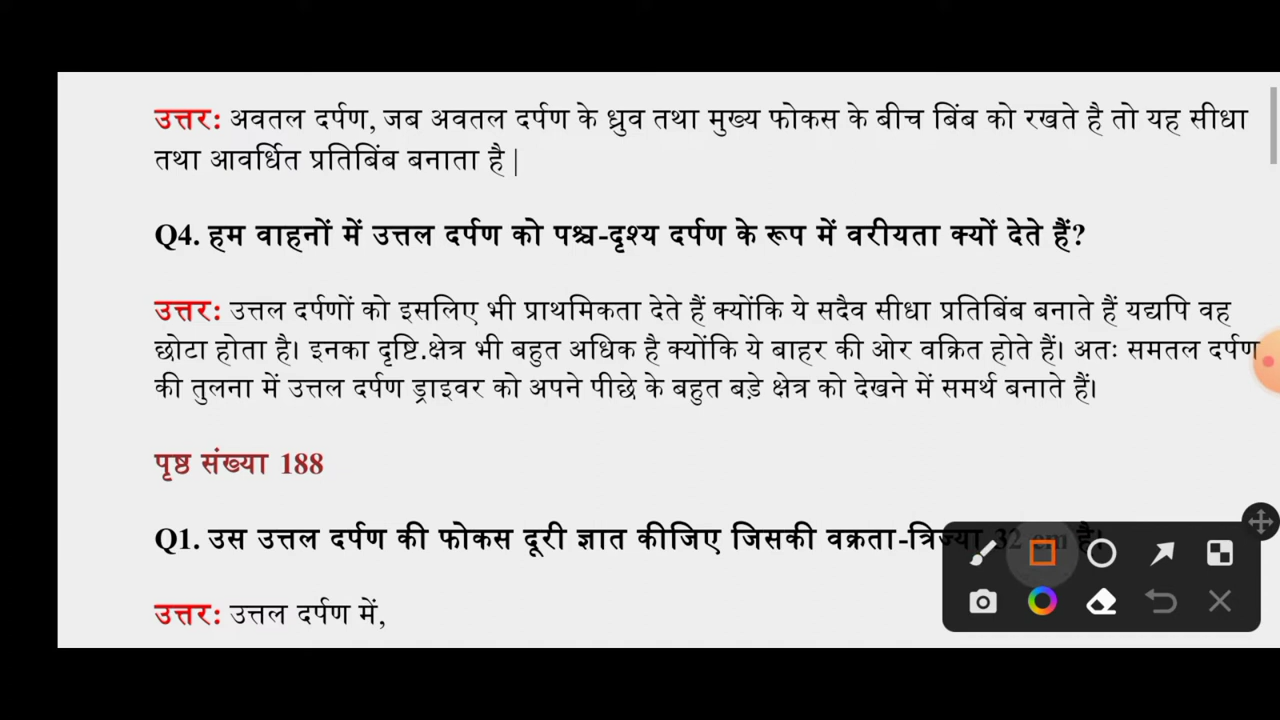 उत्तर: अवतल दर्पण, जब अवतल दर्पण के ध्रुव तथा मुख्य फोकस के बीच बिंब को रखते है तो यह सीधा
तथा आवर्धित प्रतिबिंब बनाता है |
Q4. हम वाहनों में उत्तल दर्पण को पश्च-दृश्य दर्पण के रूप में वरीयता क्यों देते हैं?
उत्तर: उत्तल दर्पणों को इसलिए भी प्राथमिकता देते हैं क्योंकि ये सदैव सीधा प्रतिबिंब बनाते हैं यद्यपि वह
छोटा होता है। इनका दृष्टि.क्षेत्र भी बहुत अधिक है क्योंकि ये बाहर की ओर वक्रित होते हैं। अतः समतल दर्पण
की तुलना में उत्तल दर्पण ड्राइवर को अपने पीछे के बहुत बड़े क्षेत्र को देखने में समर्थ बनाते हैं।
पृष्ठ संख्या 188
Q1. उस उत्तल दर्पण की फोकस दूरी ज्ञात कीजिए जिसकी वक्रता-त्रिज्या 32 cm है।
उत्तर: उत्तल दर्पण में,